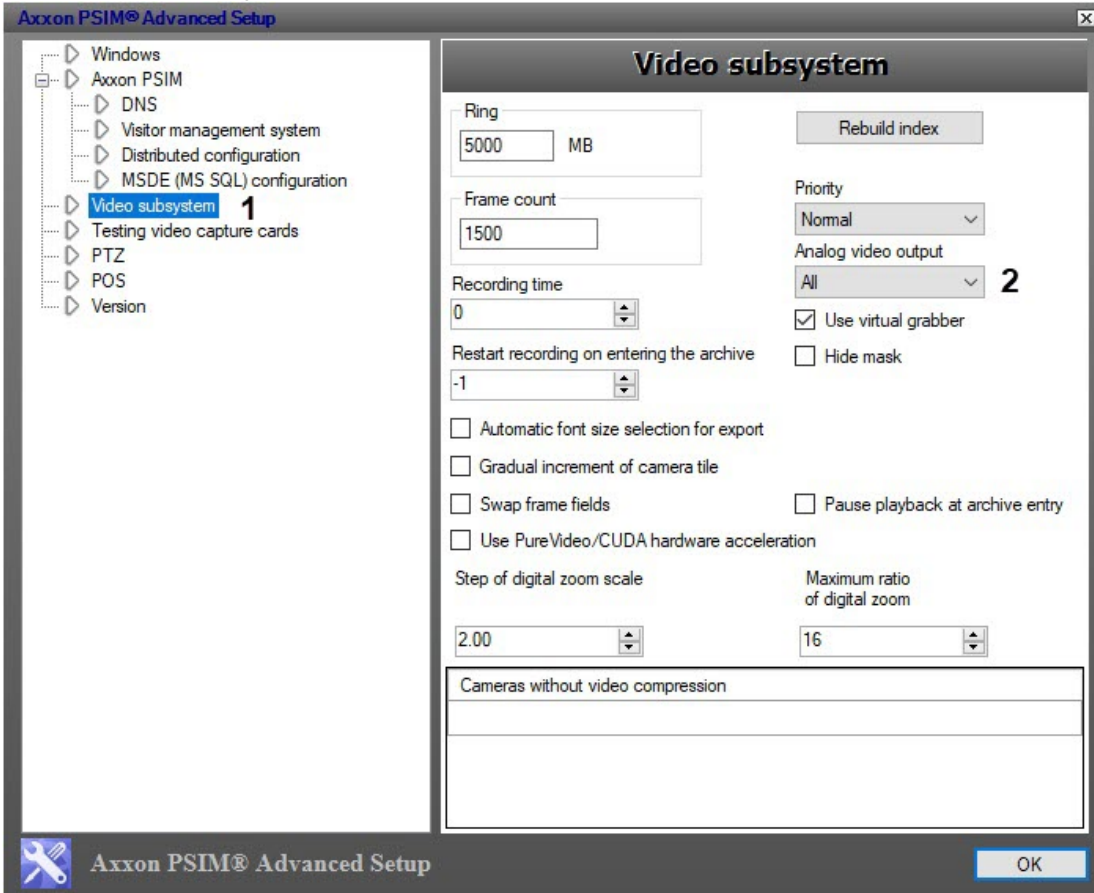 Axxon PSIM® Advanced Setup
Windows
Axxon PSIM
DNS
Visitor management system
Distributed configuration
MSDE (MS SQL) configuration
Video subsystem 1
Testing video capture cards
PTZ
POS
Version
Video subsystem
Ring
5000 MB
Rebuild index
Frame count
1500
Priority
Normal
Analog video output
All 2
Recording time
0
Use virtual grabber
Restart recording on entering the archive
-1
Hide mask
Automatic font size selection for export
Gradual increment of camera tile
Swap frame fields
Pause playback at archive entry
Use PureVideo/CUDA hardware acceleration
Step of digital zoom scale
2.00
Maximum ratio
of digital zoom
16
Cameras without video compression
Axxon PSIM® Advanced Setup
OK